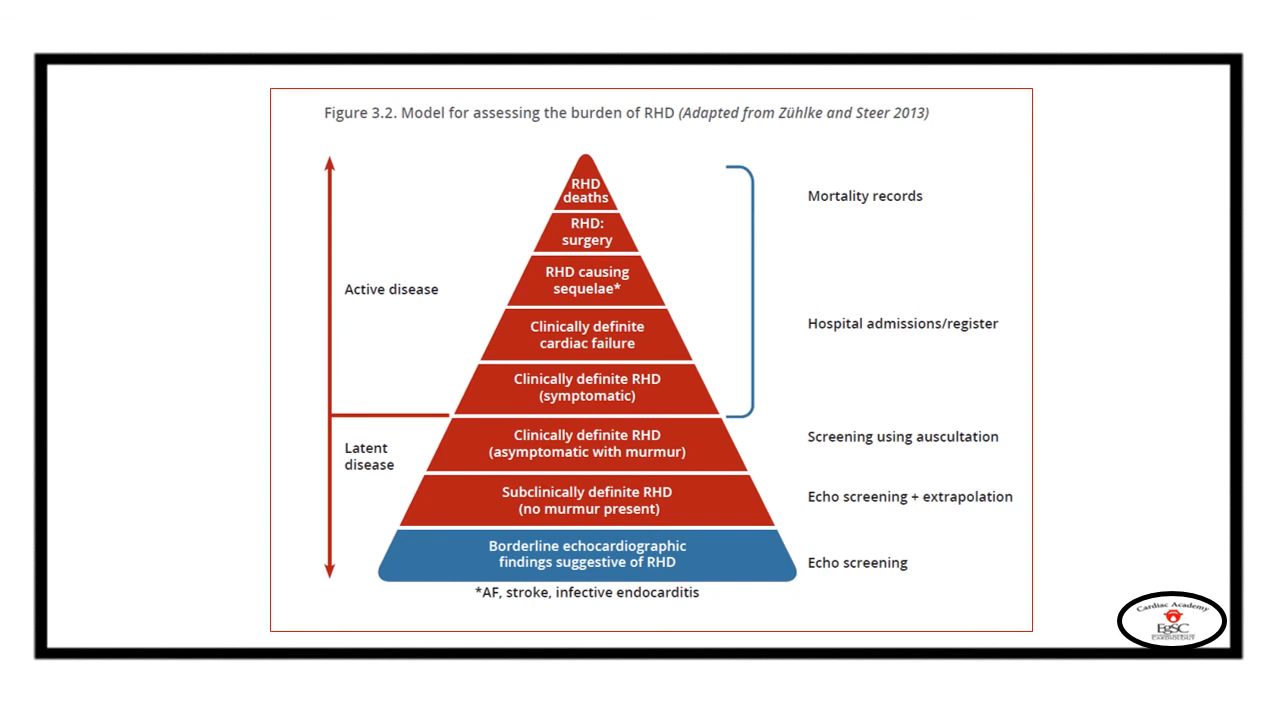 Figure 3.2. Model for assessing the burden of RHD (Adapted from Zühlke and Steer 2013)
RHD
deaths
RHD:
surgery
RHD causing
sequelae*
Clinically definite
cardiac failure
Clinically definite RHD
(symptomatic)
Clinically definite RHD
(asymptomatic with murmur)
Subclinically definite RHD
(no murmur present)
Borderline echocardiographic
findings suggestive of RHD
*AF, stroke, infective endocarditis
Active disease
Latent
disease
Mortality records
Hospital admissions/register
Screening using auscultation
Echo screening + extrapolation
Echo screening
Cardiac Academy
EgSC
CARDIOLOGY